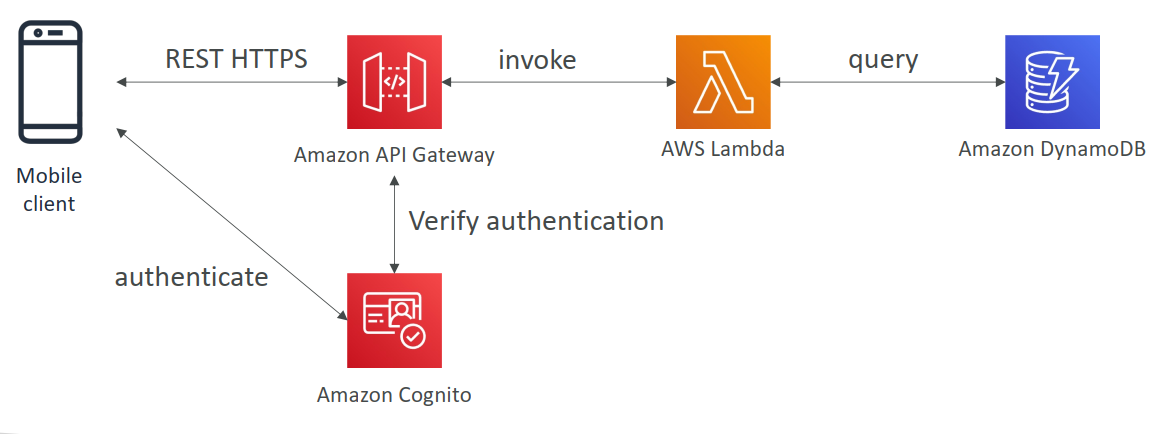 REST HTTPS
invoke
query
</>
Amazon API Gateway
AWS Lambda
Amazon DynamoDB
Mobile
client
Verify authentication
authenticate
Amazon Cognito